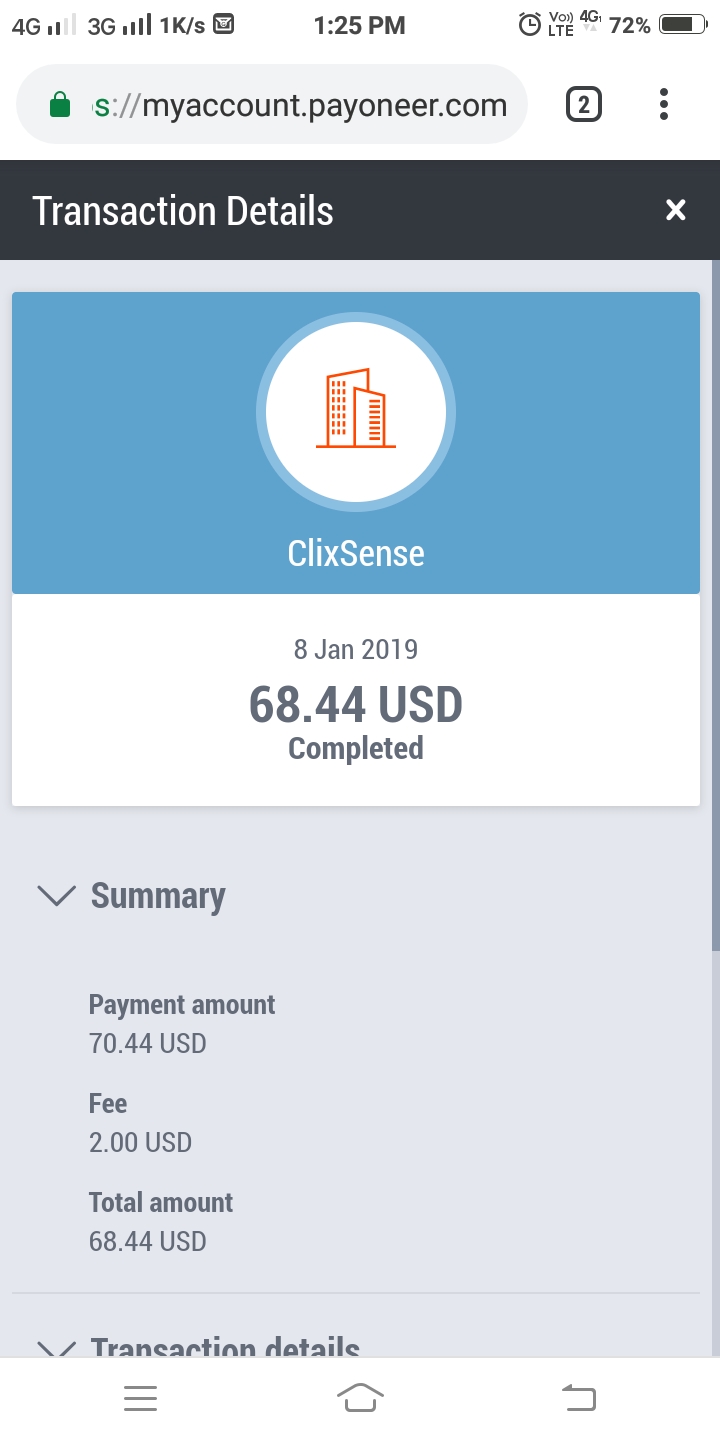 4G 3G 1K/s 1:25 PM VoLTE 4G 72%
s://myaccount.payoneer.com 2
Transaction Details
ClixSense
8 Jan 2019
68.44 USD
Completed
Summary
Payment amount
70.44 USD
Fee
2.00 USD
Total amount
68.44 USD
Transaction details